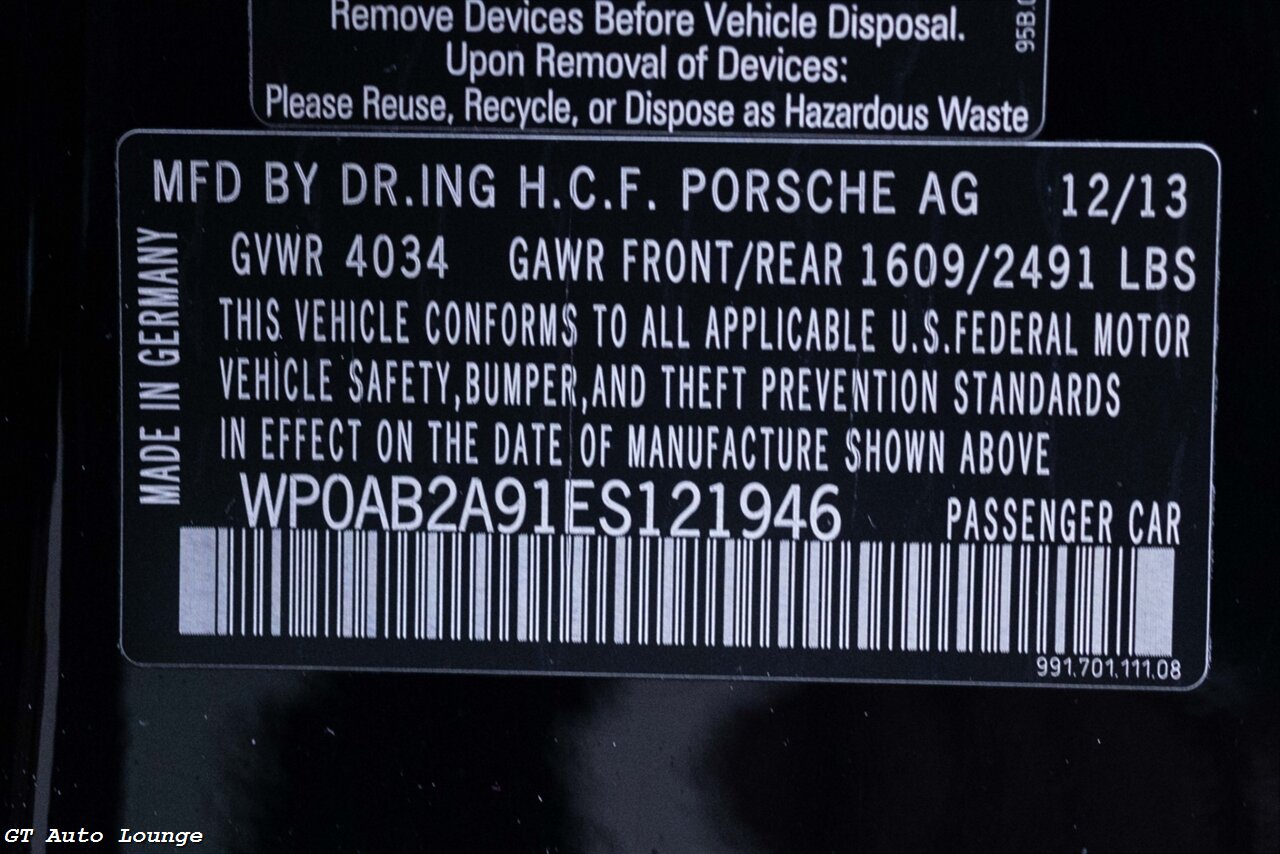 Remove Devices Before Vehicle Disposal.
Upon Removal of Devices:
Please Reuse, Recycle, or Dispose as Hazardous Waste
95B.
MFD BY DR.ING H.C.F. PORSCHE AG 12/13
GVWR 4034 GAWR FRONT/REAR 1609/2491 LBS
THIS VEHICLE CONFORMS TO ALL APPLICABLE U.S.FEDERAL MOTOR
VEHICLE SAFETY,BUMPER,AND THEFT PREVENTION STANDARDS
IN EFFECT ON THE DATE OF MANUFACTURE SHOWN ABOVE
MADE IN GERMANY
WP0AB2A91ES121946 PASSENGER CAR
991.701.111.08
GT Auto Lounge